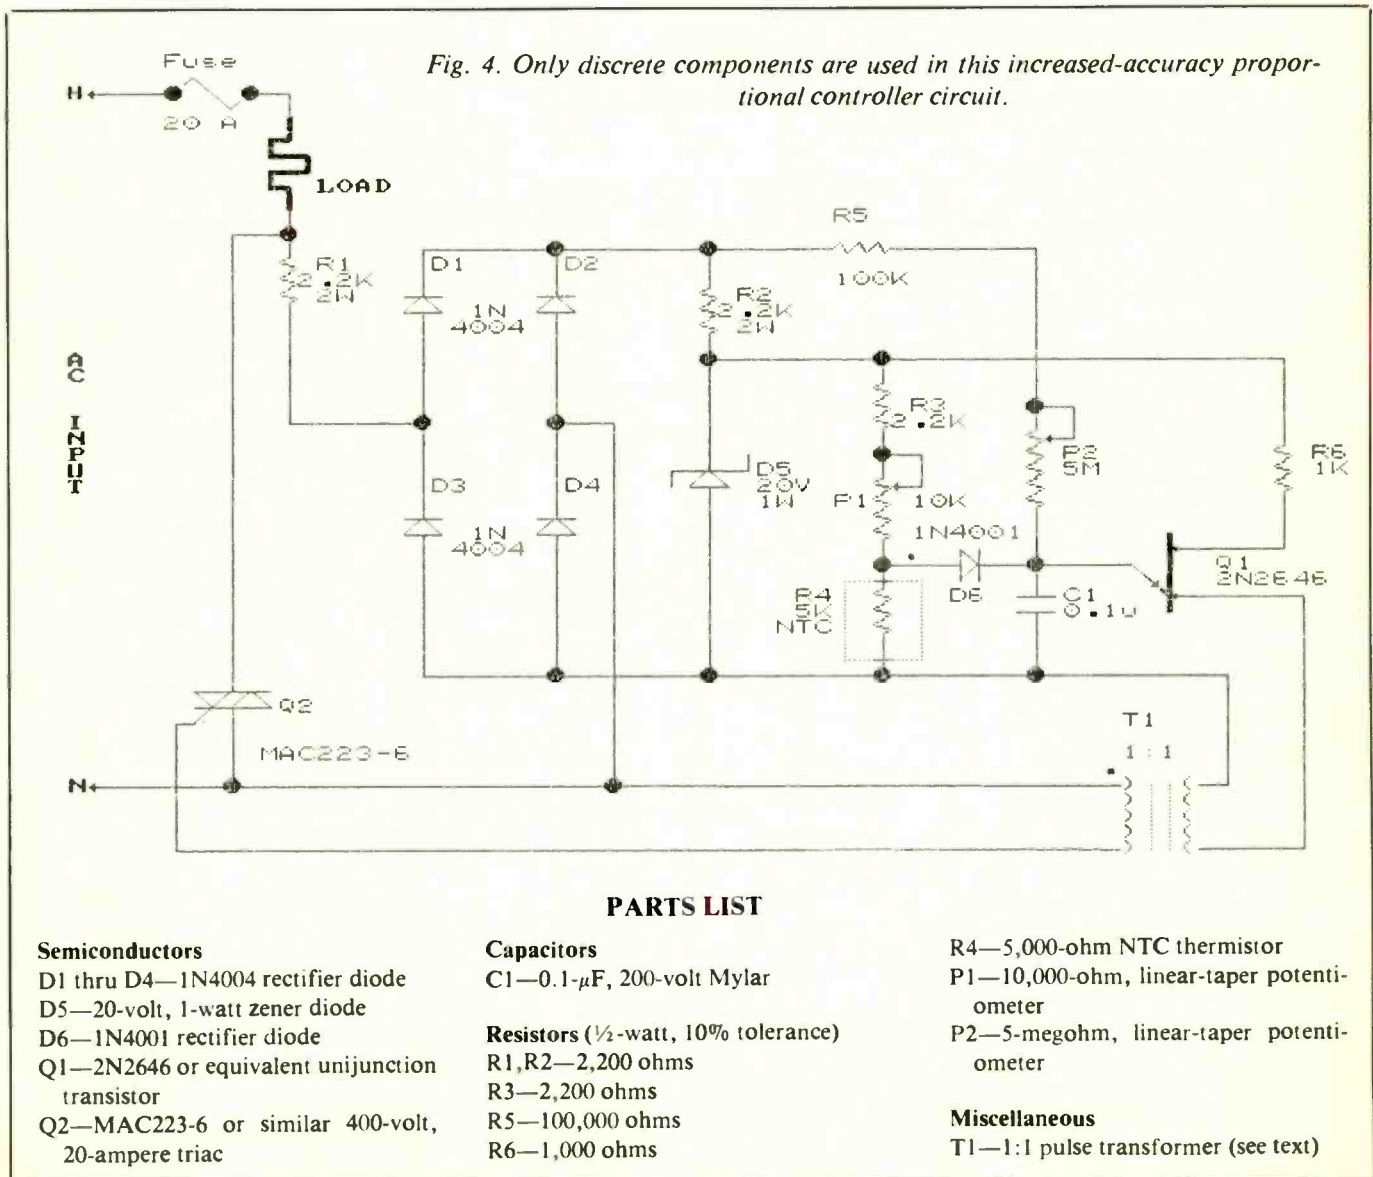 Fig. 4. Only discrete components are used in this increased-accuracy propor-
tional controller circuit.
Fuse
H
20 A
LOAD
R1
2.2K
2W
D1
D2
1N
4004
R5
100K
R2
2.2K
2W
AC INPUT
D3
D4
1N
4004
D5
20V
1W
R3
2.2K
P1
10K
P2
5M
R6
1K
1N4001
D6
R4
5K
NTC
C1
0.1u
Q1
2N2646
Q2
MAC223-6
T1
1:1
N
PARTS LIST
Semiconductors
D1 thru D4—1N4004 rectifier diode
D5—20-volt, 1-watt zener diode
D6—1N4001 rectifier diode
Q1—2N2646 or equivalent unijunction
transistor
Q2—MAC223-6 or similar 400-volt,
20-ampere triac
Capacitors
C1—0.1-μF, 200-volt Mylar
Resistors (½-watt, 10% tolerance)
R1,R2—2,200 ohms
R3—2,200 ohms
R5—100,000 ohms
R6—1,000 ohms
R4—5,000-ohm NTC thermistor
P1—10,000-ohm, linear-taper potenti-
ometer
P2—5-megohm, linear-taper potenti-
ometer
Miscellaneous
T1—1:1 pulse transformer (see text)